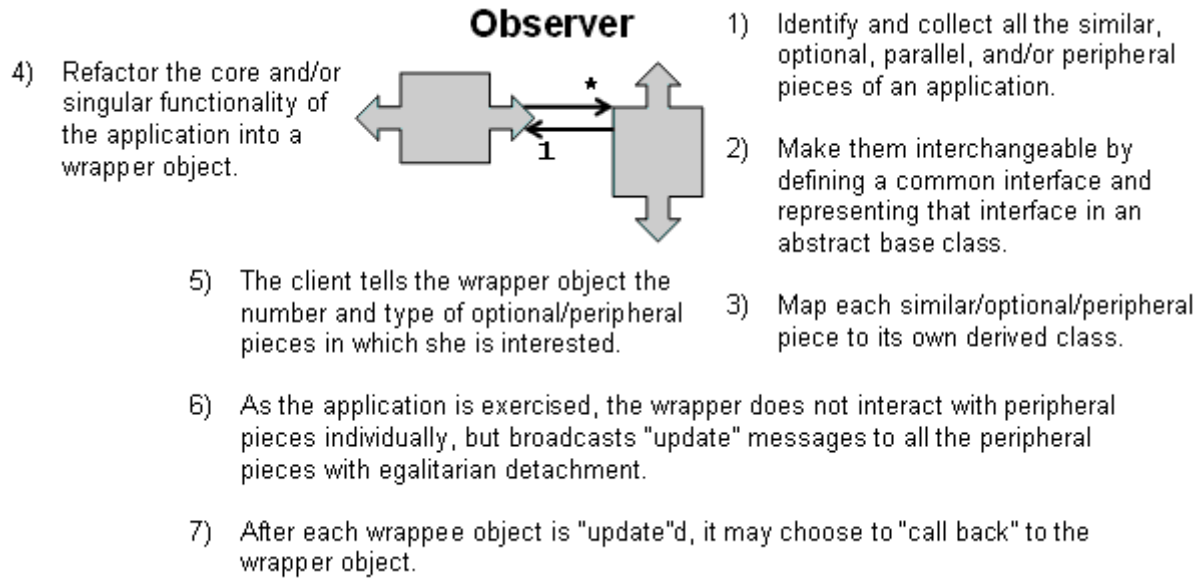 Observer
1) Identify and collect all the similar,
optional, parallel, and/or peripheral
pieces of an application.
2) Make them interchangeable by
defining a common interface and
representing that interface in an
abstract base class.
3) Map each similar/optional/peripheral
piece to its own derived class.
4) Refactor the core and/or
singular functionality of
the application into a
wrapper object.
*
1
5) The client tells the wrapper object the
number and type of optional/peripheral
pieces in which she is interested.
6) As the application is exercised, the wrapper does not interact with peripheral
pieces individually, but broadcasts "update" messages to all the peripheral
pieces with egalitarian detachment.
7) After each wrappee object is "update"d, it may choose to "call back" to the
wrapper object.